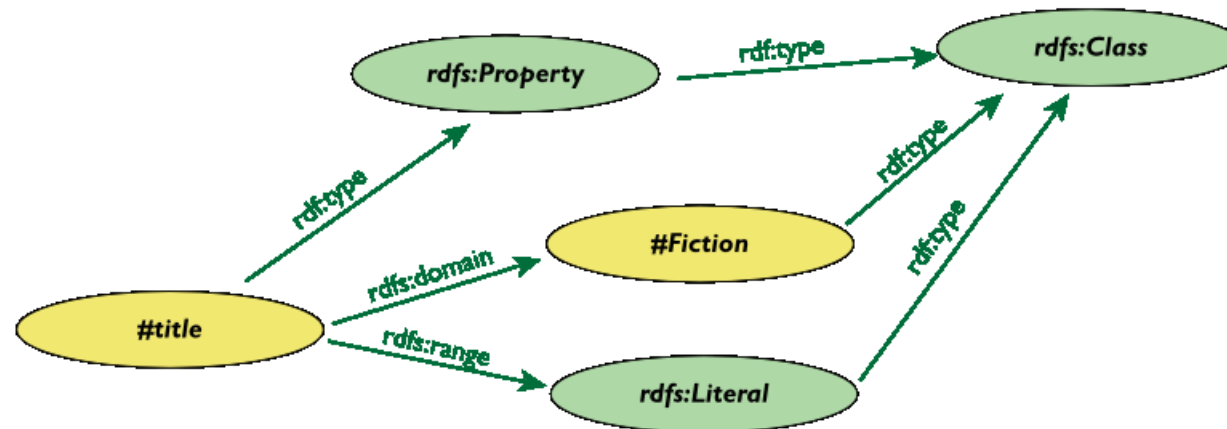 rdfs:Class
rdf:type
rdfs:Property
rdf:type
rdf:type
rdf:type
#Fiction
rdfs:domain
#title
rdfs:range
rdfs:Literal